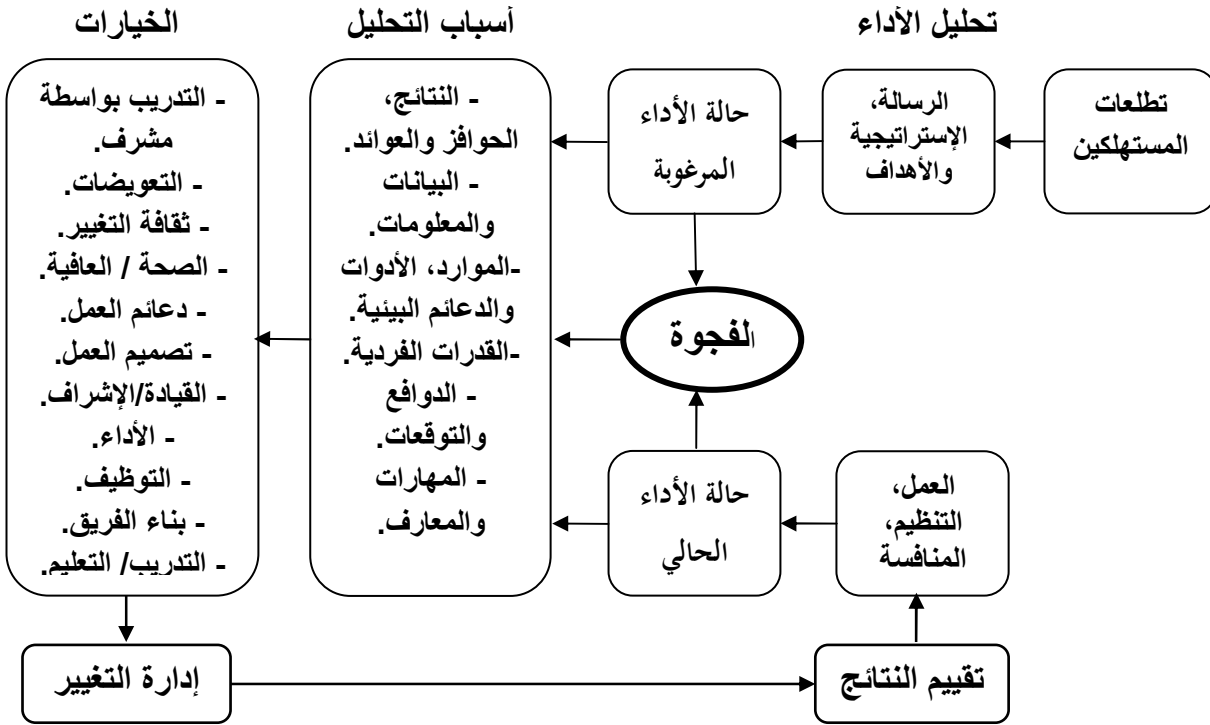 تحليل الأداء
أسباب التحليل
الخيارات
تطلعات
المستهلكين
الرسالة،
الإستراتيجية
والأهداف
حالة الأداء
المرغوبة
الفجوة
حالة الأداء
الحالي
العمل،
التنظيم،
المنافسة
- النتائج،
الحوافز والعوائد.
- البيانات
والمعلومات.
-الموارد، الأدوات
والدعائم البيئية.
-القدرات الفردية.
- الدوافع
والتوقعات.
- المهارات
والمعارف.
- التدريب بواسطة
مشرف.
- التعويضات.
- ثقافة التغيير.
- الصحة / العافية.
- دعائم العمل.
- تصميم العمل.
- القيادة/الإشراف.
- الأداء.
- التوظيف.
- بناء الفريق.
- التدريب/ التعليم.
إدارة التغيير
تقييم النتائج